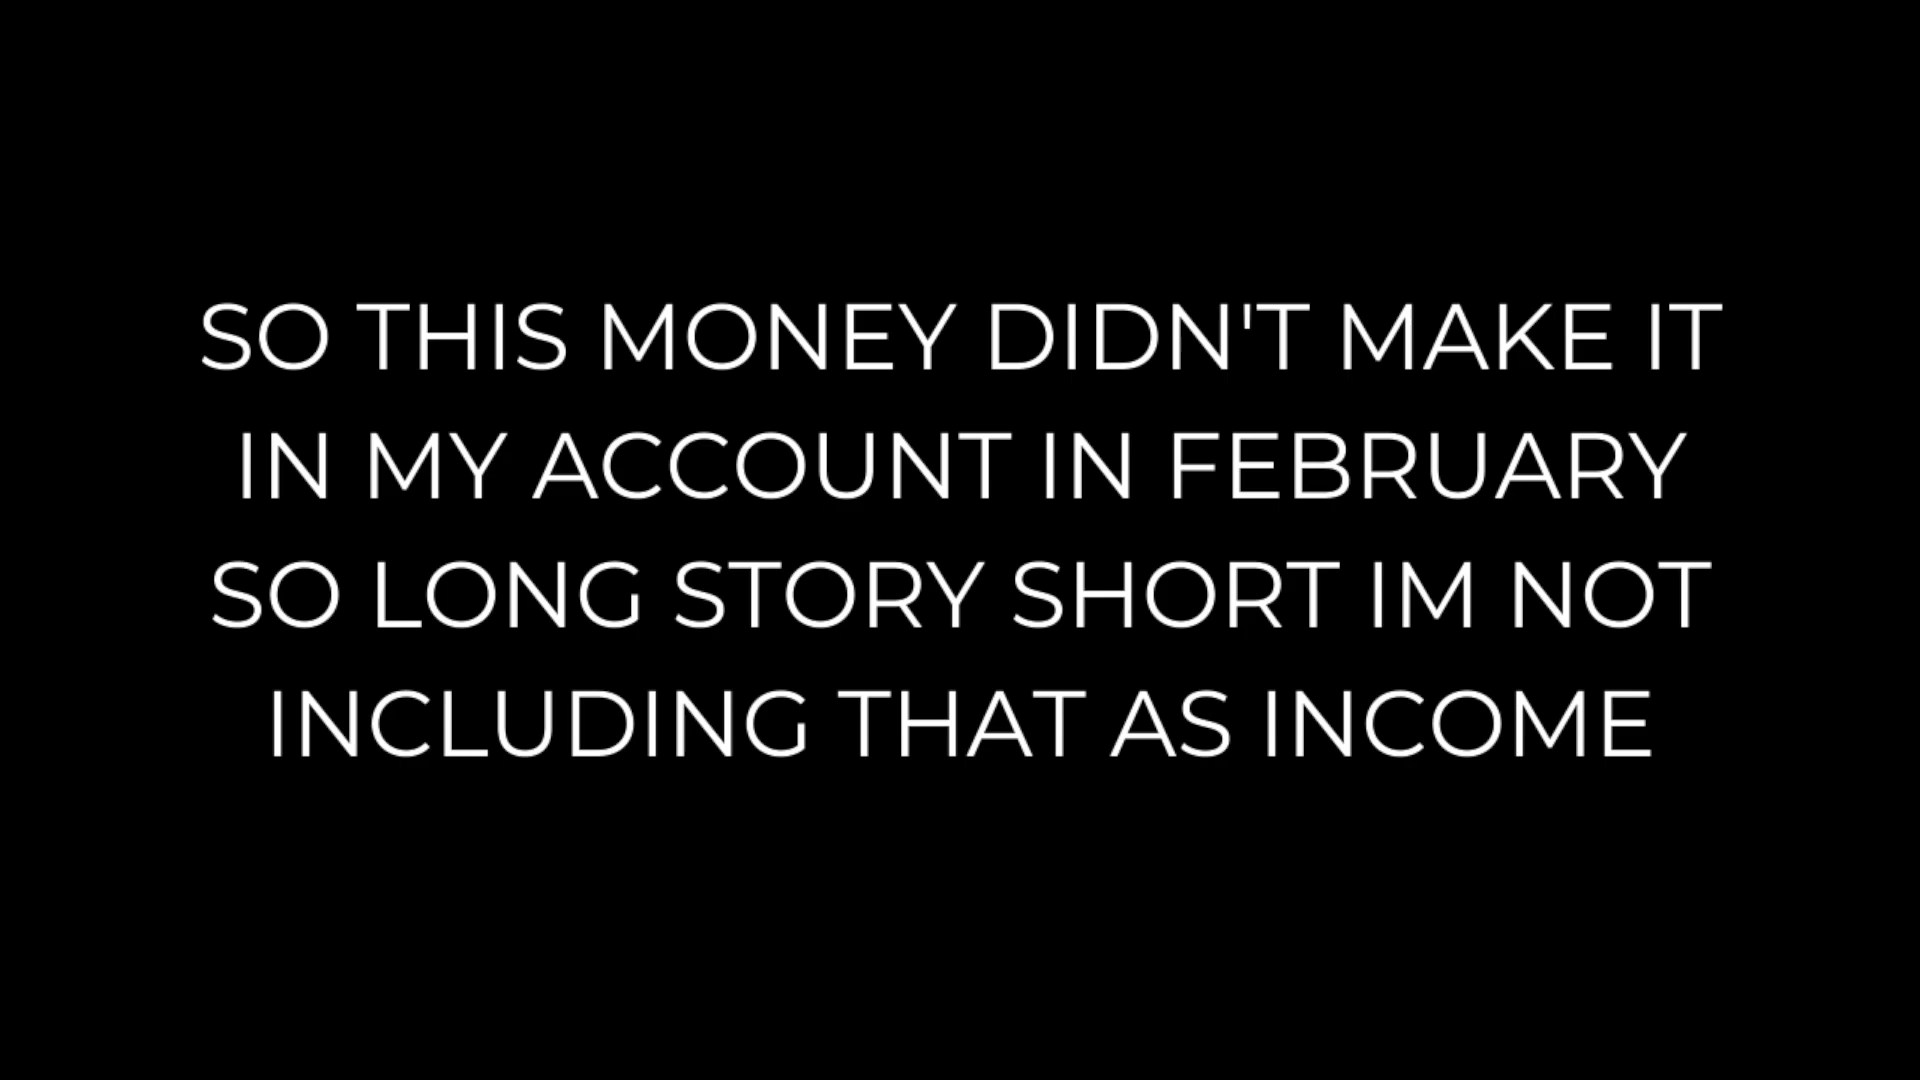 SO THIS MONEY DIDN'T MAKE IT
IN MY ACCOUNT IN FEBRUARY
SO LONG STORY SHORT IM NOT
INCLUDING THAT AS INCOME